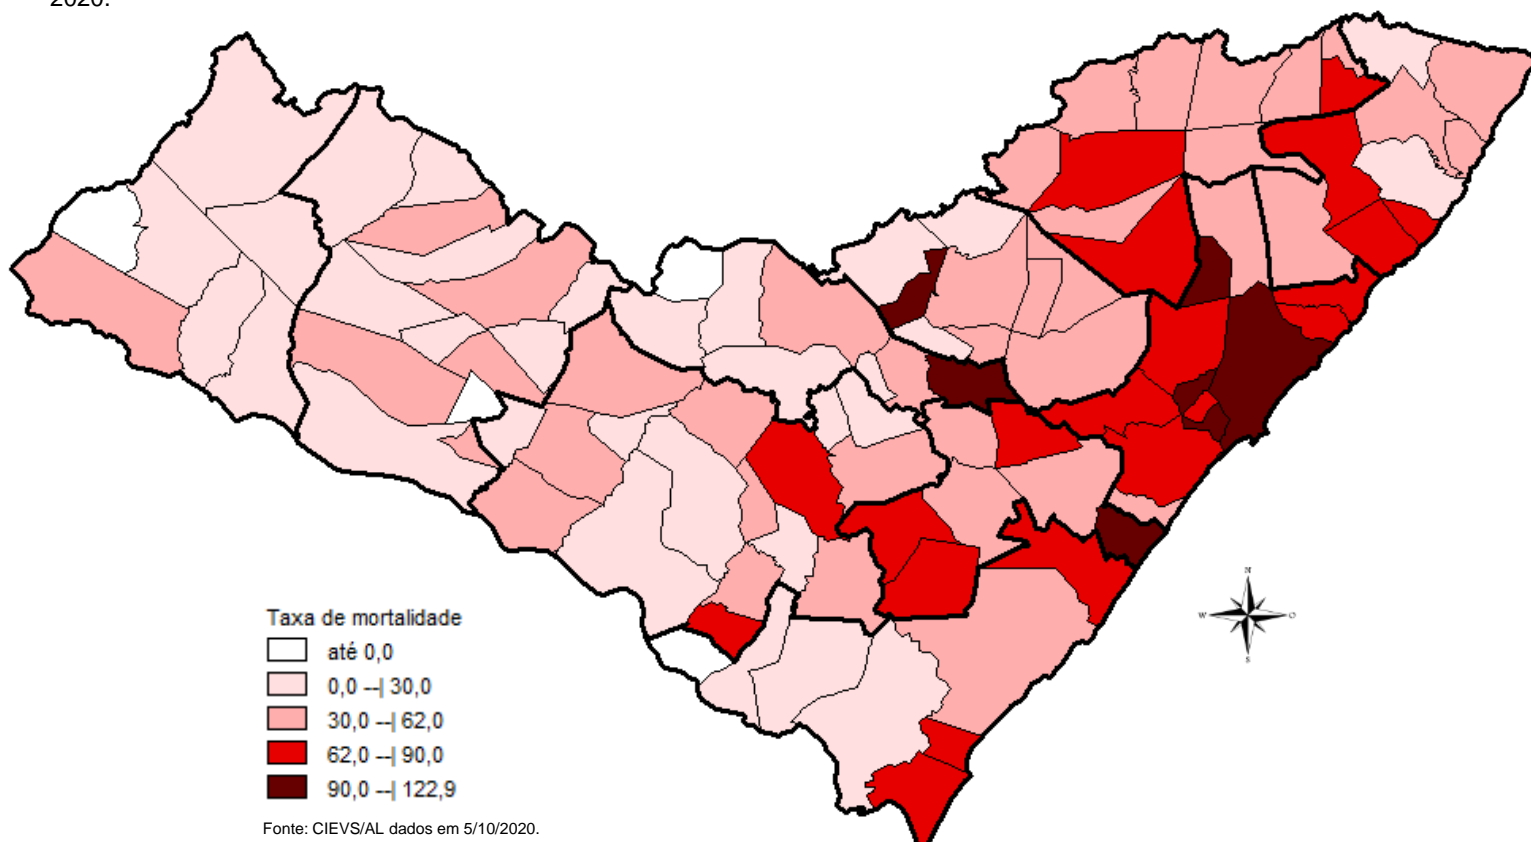 2020.
Taxa de mortalidade
até 0,0
0,0 --| 30,0
30,0 --| 62,0
62,0 --| 90,0
90,0 --| 122,9
Fonte: CIEVS/AL dados em 5/10/2020.
N
W O
S